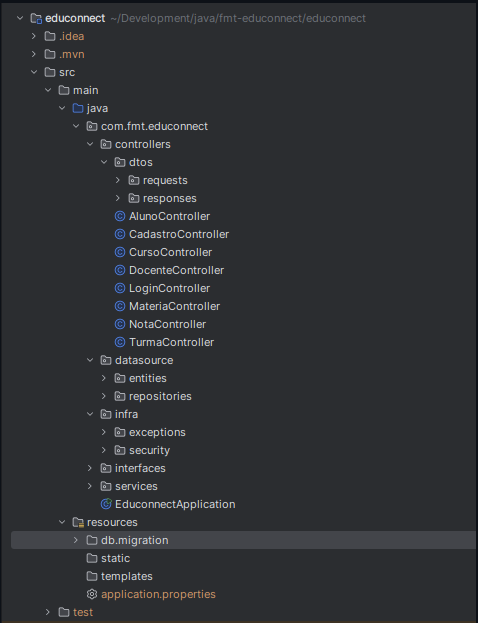 educonnect ~/Development/java/fmt-educonnect/educonnect
.idea
.mvn
src
main
java
com.fmt.educonnect
controllers
dtos
requests
responses
AlunoController
CadastroController
CursoController
DocenteController
LoginController
MateriaController
NotaController
TurmaController
datasource
entities
repositories
infra
exceptions
security
interfaces
services
EduconnectApplication
resources
db.migration
static
templates
application.properties
test